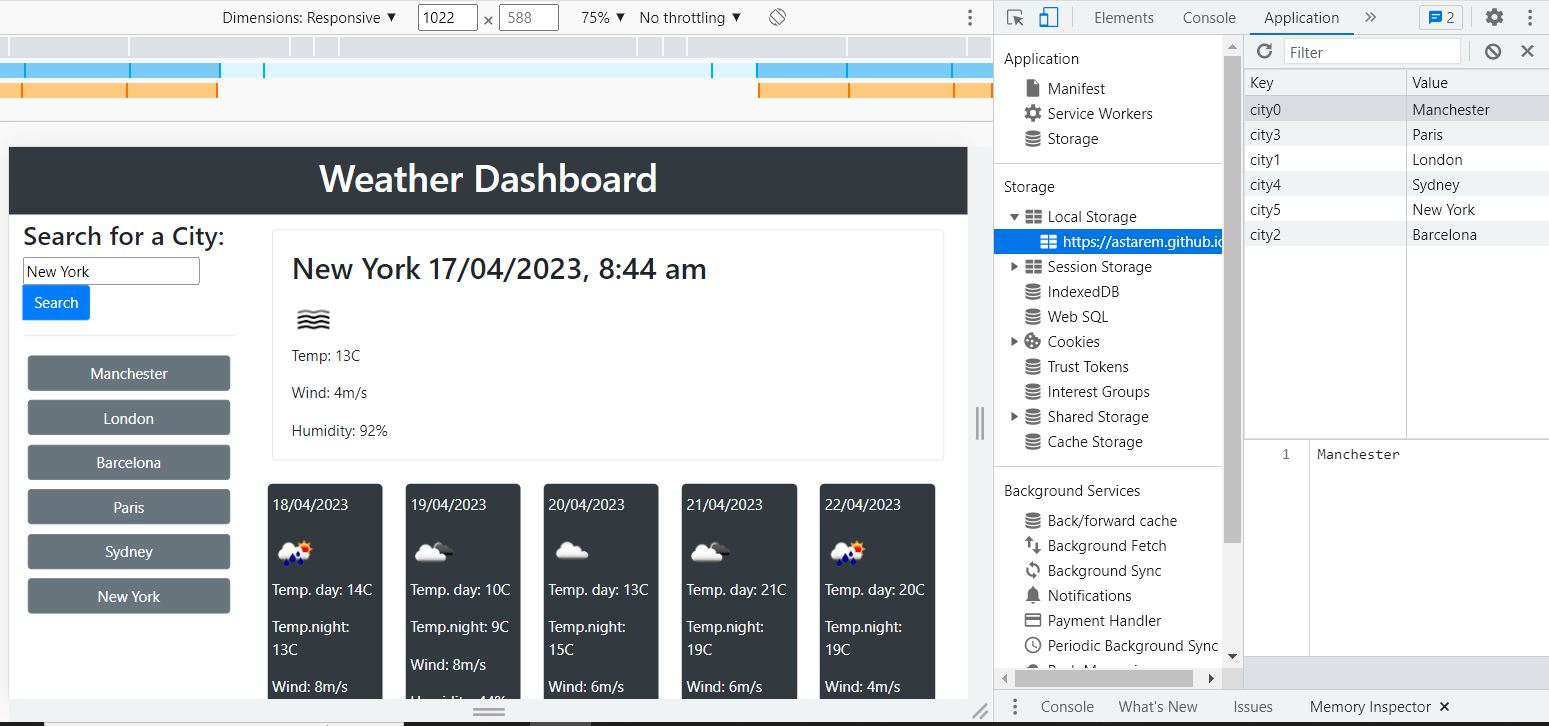 Dimensions: Responsive ▼ 1022 × 588 75% ▼ No throttling ▼
Weather Dashboard
Search for a City:
New York
Search
Manchester
London
Barcelona
Paris
Sydney
New York
New York 17/04/2023, 8:44 am
Temp: 13C
Wind: 4m/s
Humidity: 92%
18/04/2023
Temp. day: 14C
Temp.night:
13C
Wind: 8m/s
19/04/2023
Temp. day: 10C
Temp.night: 9C
Wind: 8m/s
Humidity: 44%
20/04/2023
Temp. day: 13C
Temp.night:
15C
Wind: 6m/s
21/04/2023
Temp. day: 21C
Temp.night:
19C
Wind: 6m/s
22/04/2023
Temp. day: 20C
Temp.night:
19C
Wind: 4m/s
Elements Console Application 2
Application
Manifest
Service Workers
Storage
Storage
Local Storage
https://astarem.github.io
Session Storage
IndexedDB
Web SQL
Cookies
Trust Tokens
Interest Groups
Shared Storage
Cache Storage
Background Services
Back/forward cache
Background Fetch
Background Sync
Notifications
Payment Handler
Periodic Background Sync
Filter
Key Value
city0 Manchester
city3 Paris
city1 London
city4 Sydney
city5 New York
city2 Barcelona
1 Manchester
Console What's New Issues Memory Inspector